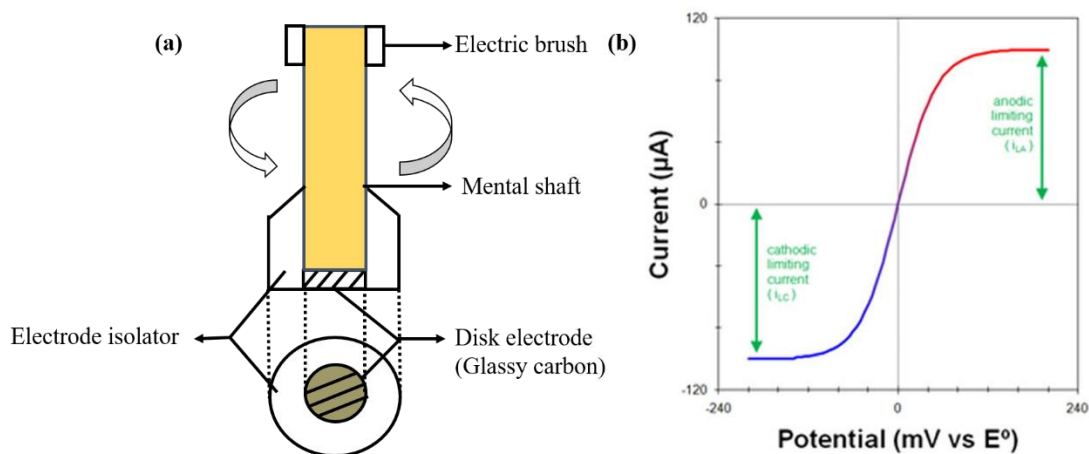 (a)
Electric brush
Mental shaft
Electrode isolator
Disk electrode
(Glassy carbon)
(b)
120
0
-120
-240
0
240
Current (µA)
Potential (mV vs Eº)
anodic
limiting
current
( iLA )
cathodic
limiting
current
( iLC )